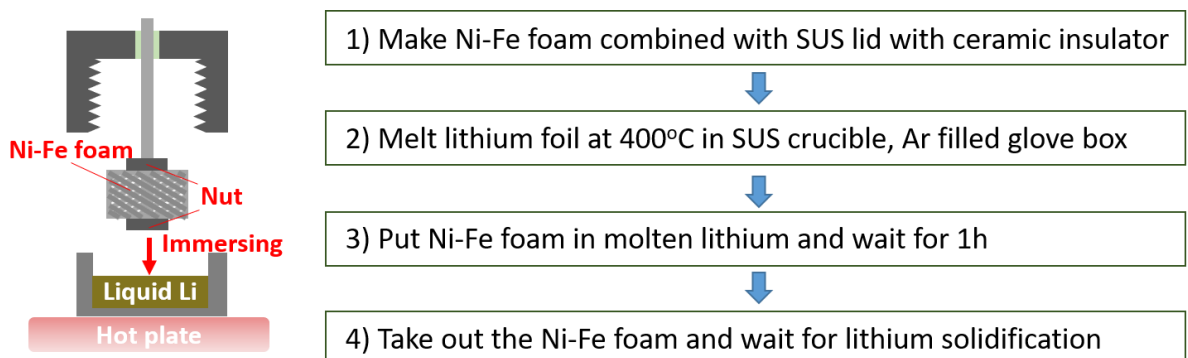 Ni-Fe foam
Nut
Immersing
Liquid Li
Hot plate
1) Make Ni-Fe foam combined with SUS lid with ceramic insulator
2) Melt lithium foil at 400°C in SUS crucible, Ar filled glove box
3) Put Ni-Fe foam in molten lithium and wait for 1h
4) Take out the Ni-Fe foam and wait for lithium solidification